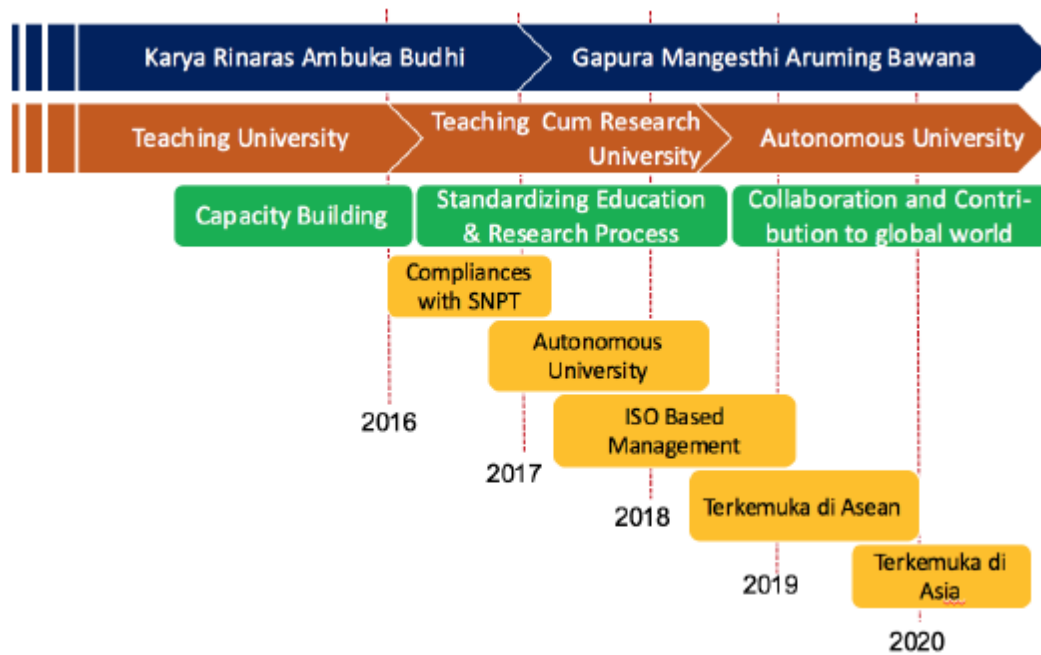 Karya Rinaras Ambuka Budhi
Gapura Mangesthi Aruming Bawana
Teaching University
Teaching Cum Research
University
Autonomous University
Capacity Building
Standardizing Education
& Research Process
Collaboration and Contri-
bution to global world
Compliances
with SNPT
Autonomous
University
2016
ISO Based
Management
2017
Terkemuka di Asean
2018
Terkemuka di
Asia
2019
2020